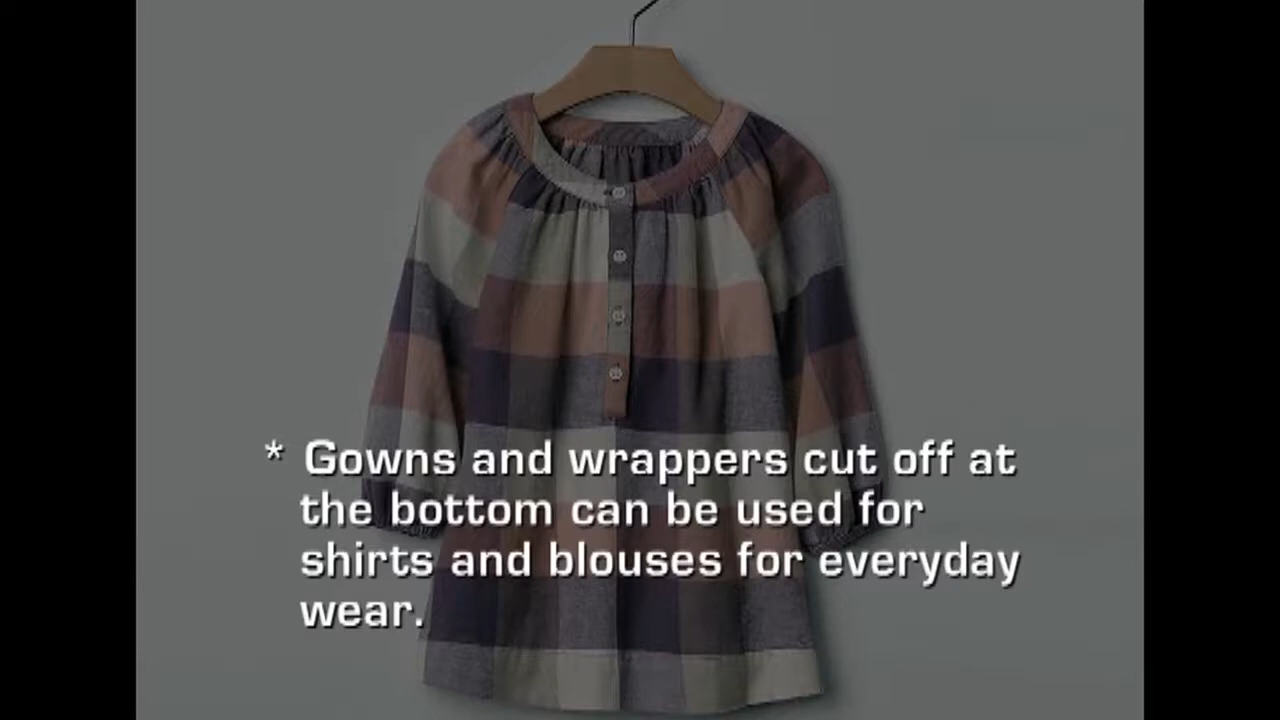 * Gowns and wrappers cut off at
the bottom can be used for
shirts and blouses for everyday
wear.